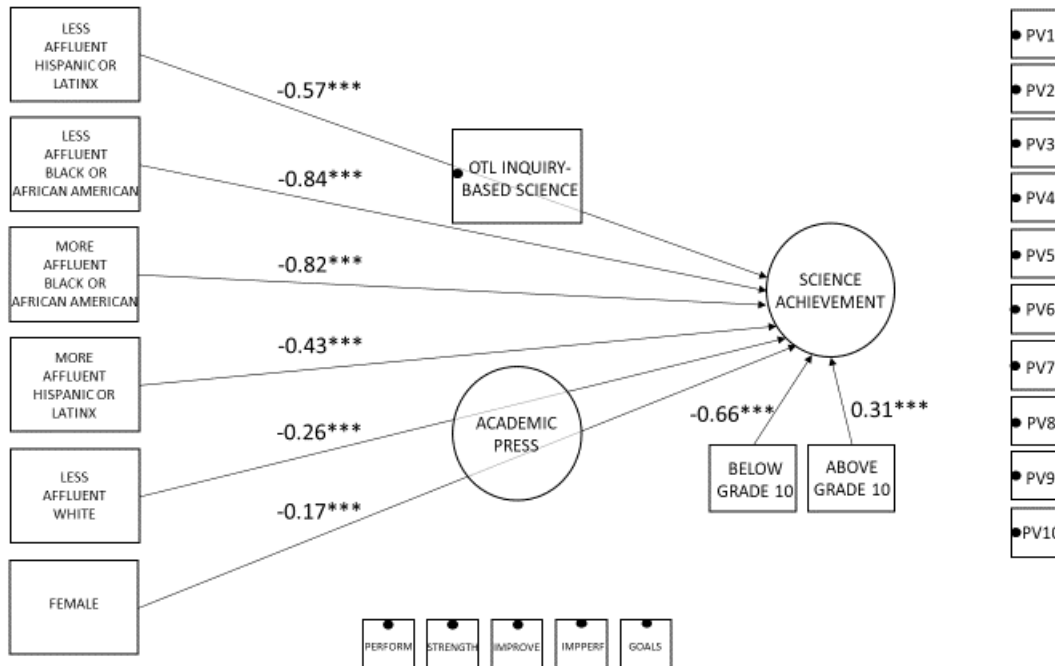 LESS
AFFLUENT
HISPANIC OR
LATINX
-0.57***
LESS
AFFLUENT
BLACK OR
AFRICAN AMERICAN
-0.84***
MORE
AFFLUENT
BLACK OR
AFRICAN AMERICAN
-0.82***
MORE
AFFLUENT
HISPANIC OR
LATINX
-0.43***
LESS
AFFLUENT
WHITE
-0.26***
FEMALE
-0.17***
OTL INQUIRY-
BASED SCIENCE
ACADEMIC
PRESS
SCIENCE
ACHIEVEMENT
-0.66***
0.31***
BELOW
GRADE 10
ABOVE
GRADE 10
PERFORM
STRENGTH
IMPROVE
IMPPERF
GOALS
PV1
PV2
PV3
PV4
PV5
PV6
PV7
PV8
PV9
PV10